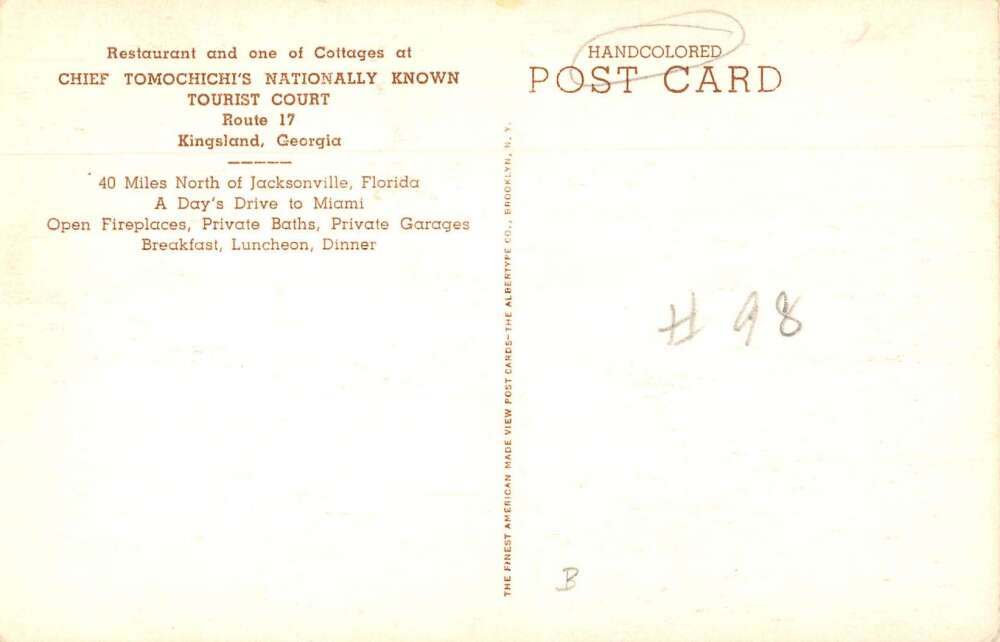 Restaurant and one of Cottages at
CHIEF TOMOCHICHI'S NATIONALLY KNOWN
TOURIST COURT
Route 17
Kingsland, Georgia
40 Miles North of Jacksonville, Florida
A Day's Drive to Miami
Open Fireplaces, Private Baths, Private Garages
Breakfast, Luncheon, Dinner
THE FINEST AMERICAN MADE VIEW POST CARDS—THE ALBERTYPE CO., BROOKLYN, N. Y.
HANDCOLORED
POST CARD
# 98
B